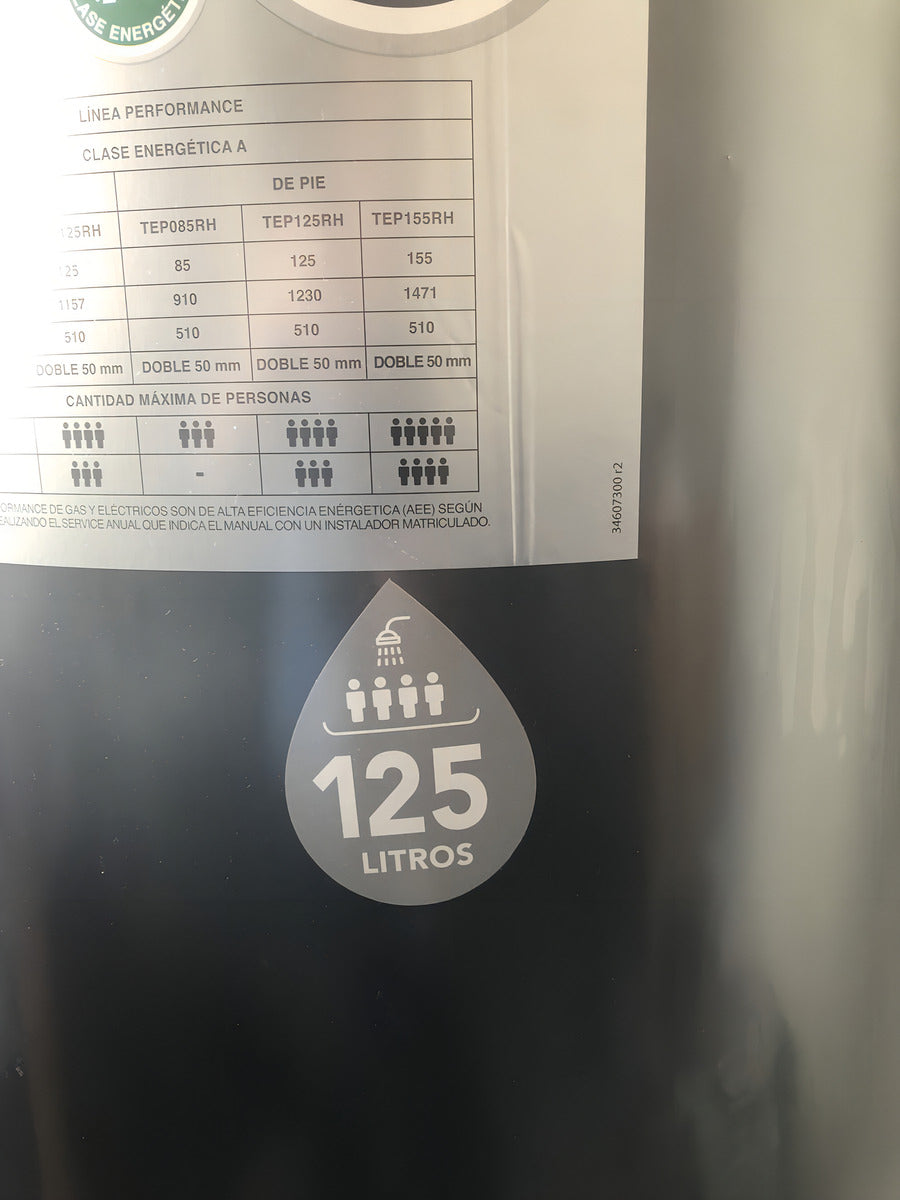 CLASE ENERGÉT
LÍNEA PERFORMANCE
CLASE ENERGÉTICA A
DE PIE
125RH TEP085RH TEP125RH TEP155RH
125 85 125 155
1157 910 1230 1471
510 510 510 510
DOBLE 50 mm DOBLE 50 mm DOBLE 50 mm DOBLE 50 mm
CANTIDAD MÁXIMA DE PERSONAS
-
ORMANCE DE GAS Y ELÉCTRICOS SON DE ALTA EFICIENCIA ENÉRGETICA (AEE) SEGÚN
EALIZANDO EL SERVICE ANUAL QUE INDICA EL MANUAL CON UN INSTALADOR MATRICULADO.
34607300 r2
125
LITROS